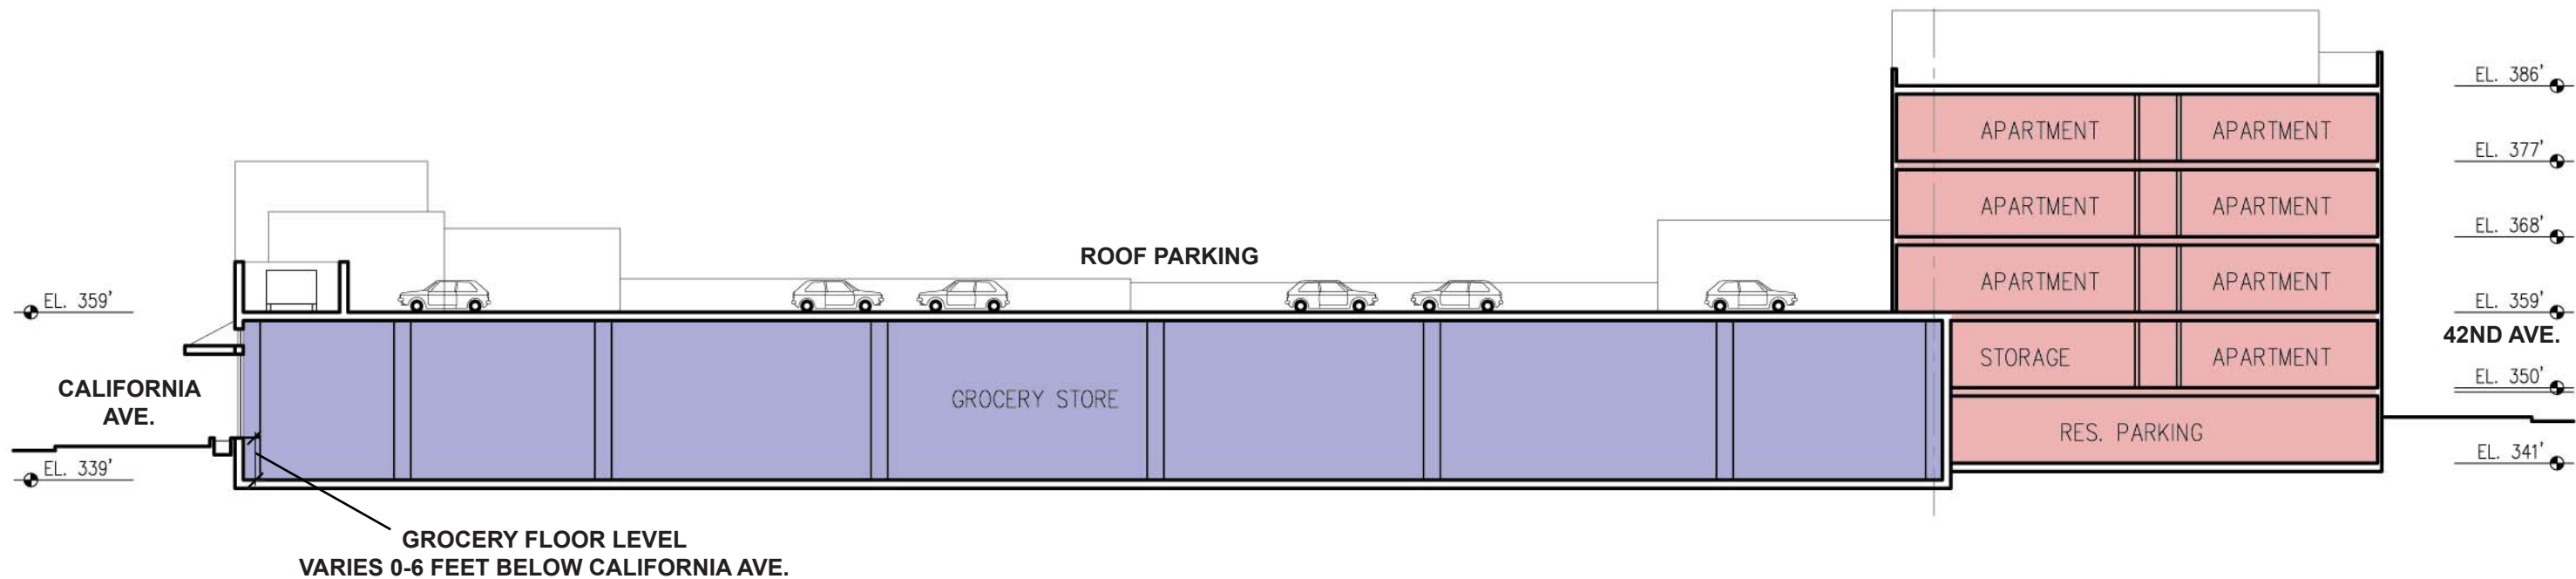 EL. 386'
APARTMENT APARTMENT
EL. 377'
APARTMENT APARTMENT
EL. 368'
ROOF PARKING
APARTMENT APARTMENT
EL. 359'
EL. 359'
42ND AVE.
STORAGE APARTMENT
EL. 350'
CALIFORNIA
AVE.
GROCERY STORE
RES. PARKING
EL. 341'
EL. 339'
GROCERY FLOOR LEVEL
VARIES 0-6 FEET BELOW CALIFORNIA AVE.